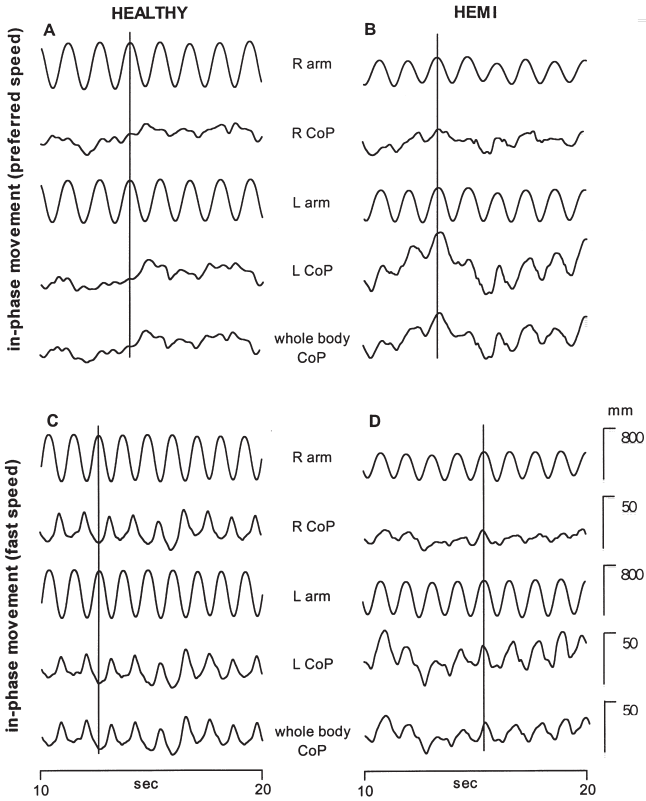 HEALTHY
HEMI
in-phase movement (preferred speed)
A
B
R arm
R CoP
L arm
L CoP
whole body
CoP
in-phase movement (fast speed)
C
D
mm
R arm
800
R CoP
50
L arm
800
L CoP
50
whole body
CoP
50
10
sec
20
10
sec
20